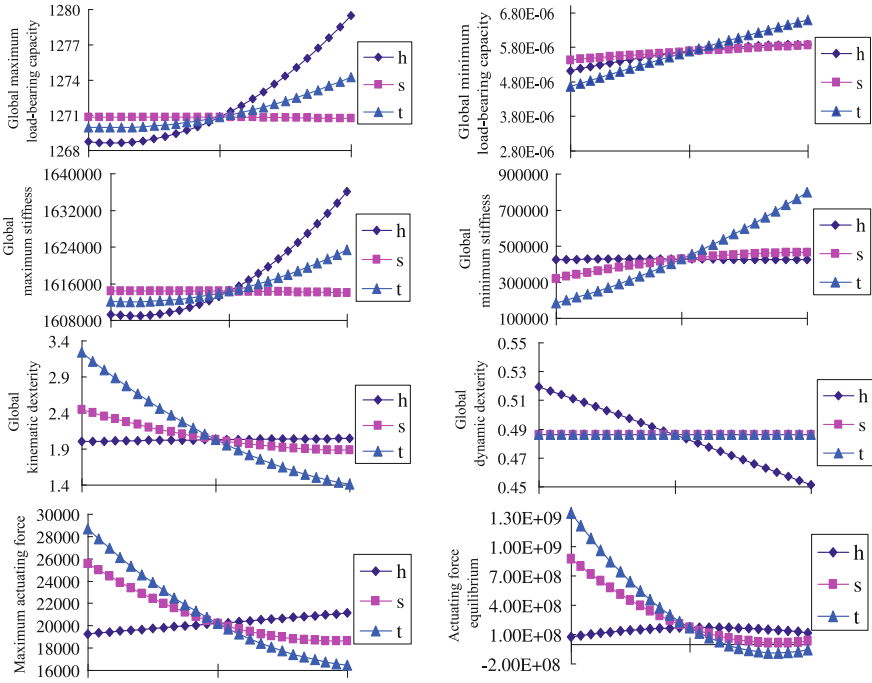 Global maximum
load-bearing capacity
1280
1277
1274
1271
1268
h
s
t
Global minimum
load-bearing capacity
6.80E-06
5.80E-06
4.80E-06
3.80E-06
2.80E-06
h
s
t
Global
maximum stiffness
1640000
1632000
1624000
1616000
1608000
h
s
t
Global
minimum stiffness
900000
700000
500000
300000
100000
h
s
t
Global
kinematic dexterity
3.4
2.9
2.4
1.9
1.4
h
s
t
Global
dynamic dexterity
0.55
0.53
0.51
0.49
0.47
0.45
h
s
t
Maximum actuating force
30000
28000
26000
24000
22000
20000
18000
16000
h
s
t
Actuating force
equilibrium
1.30E+09
1.00E+09
7.00E+08
4.00E+08
1.00E+08
-2.00E+08
h
s
t